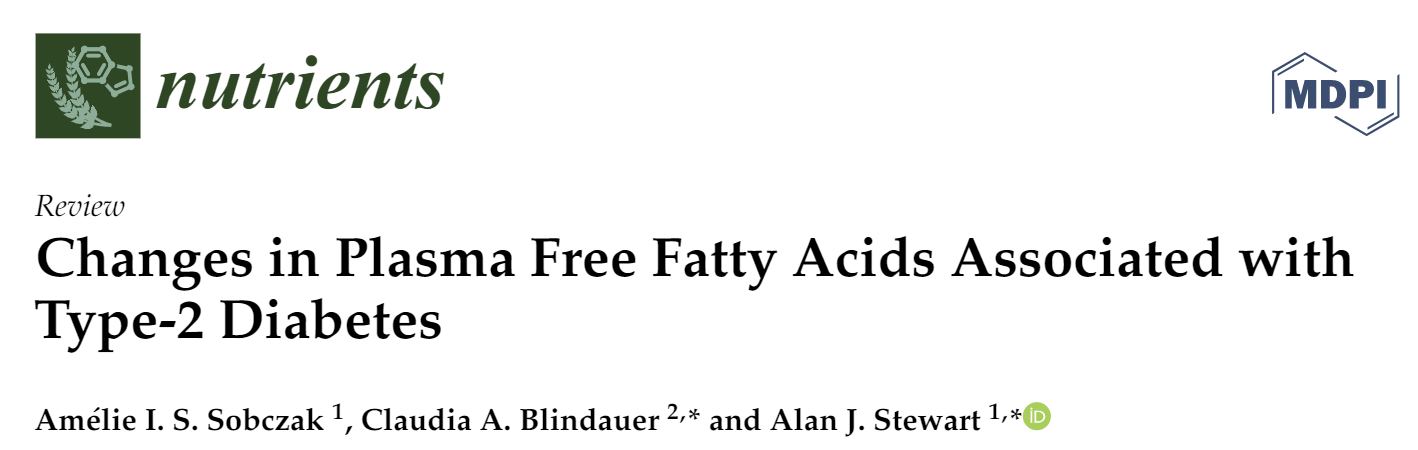 nutrients
MDPI
Review
Changes in Plasma Free Fatty Acids Associated with
Type-2 Diabetes
Amélie I. S. Sobczak 1, Claudia A. Blindauer 2,* and Alan J. Stewart 1,* iD